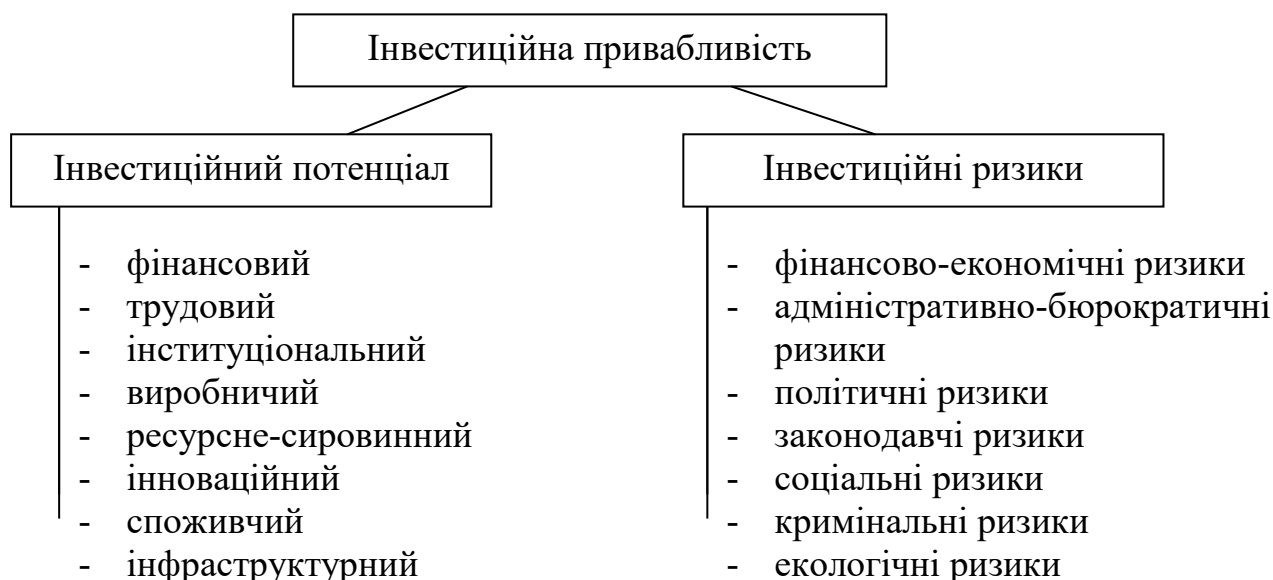 Інвестиційна привабливість
Інвестиційний потенціал
- фінансовий
- трудовий
- інституціональний
- виробничий
- ресурсне-сировинний
- інноваційний
- споживчий
- інфраструктурний
Інвестиційні ризики
- фінансово-економічні ризики
- адміністративно-бюрократичні
ризики
- політичні ризики
- законодавчі ризики
- соціальні ризики
- кримінальні ризики
- екологічні ризики